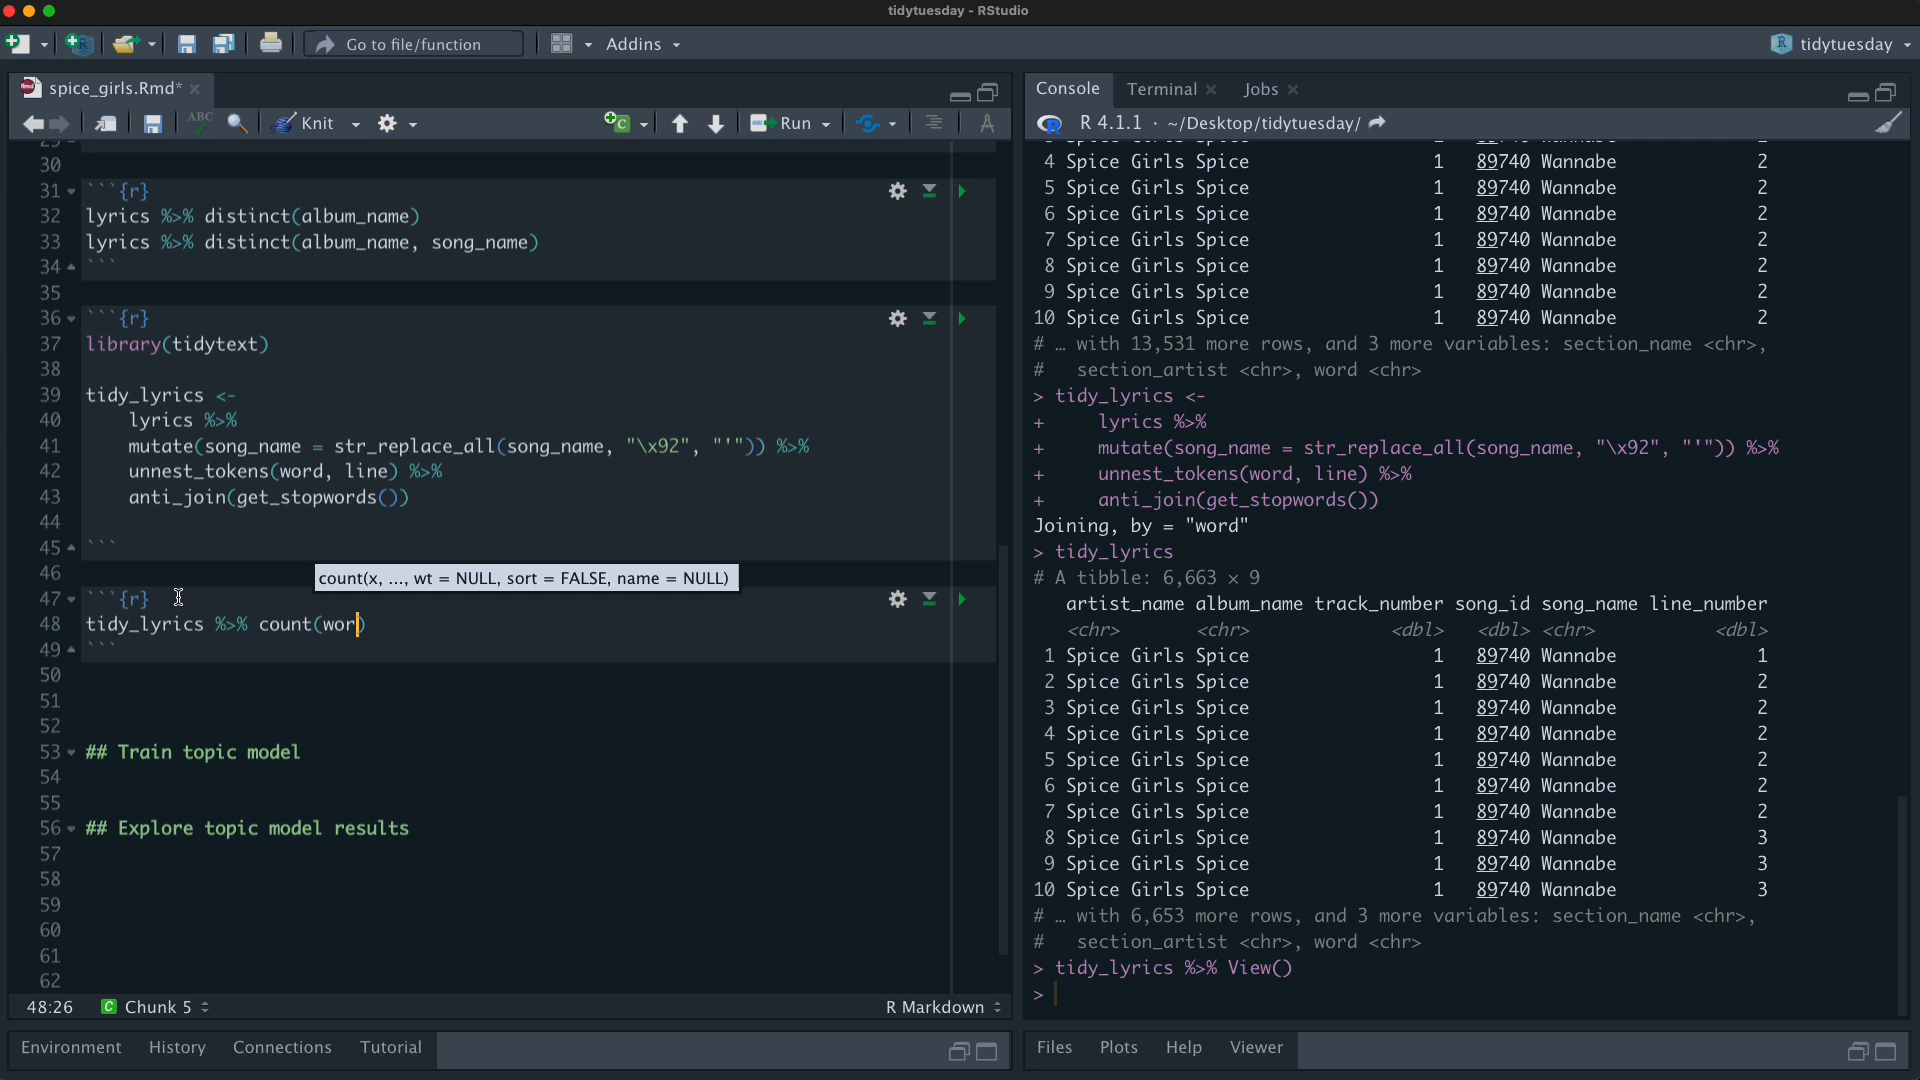 tidytuesday - RStudio
Go to file/function
Addins
tidytuesday
spice_girls.Rmd*
ABC
Knit
Run
30
31 ```{r}
32 lyrics %>% distinct(album_name)
33 lyrics %>% distinct(album_name, song_name)
34 ```
35
36 ```{r}
37 library(tidytext)
38
39 tidy_lyrics <-
40 lyrics %>%
41 mutate(song_name = str_replace_all(song_name, "\x92", "'")) %>%
42 unnest_tokens(word, line) %>%
43 anti_join(get_stopwords())
44
45 ```
46
count(x, ..., wt = NULL, sort = FALSE, name = NULL)
47 ```{r}
48 tidy_lyrics %>% count(wor)
49 ```
50
51
52
53 ## Train topic model
54
55
56 ## Explore topic model results
57
58
59
60
61
62
48:26
C Chunk 5
R Markdown
Environment
History
Connections
Tutorial
Console
Terminal
Jobs
R 4.1.1 · ~/Desktop/tidytuesday/
4 Spice Girls Spice 1 89740 Wannabe 2
5 Spice Girls Spice 1 89740 Wannabe 2
6 Spice Girls Spice 1 89740 Wannabe 2
7 Spice Girls Spice 1 89740 Wannabe 2
8 Spice Girls Spice 1 89740 Wannabe 2
9 Spice Girls Spice 1 89740 Wannabe 2
10 Spice Girls Spice 1 89740 Wannabe 2
# … with 13,531 more rows, and 3 more variables: section_name <chr>,
# section_artist <chr>, word <chr>
> tidy_lyrics <-
+ lyrics %>%
+ mutate(song_name = str_replace_all(song_name, "\x92", "'")) %>%
+ unnest_tokens(word, line) %>%
+ anti_join(get_stopwords())
Joining, by = "word"
> tidy_lyrics
# A tibble: 6,663 × 9
artist_name album_name track_number song_id song_name line_number
<chr> <chr> <dbl> <dbl> <chr> <dbl>
1 Spice Girls Spice 1 89740 Wannabe 1
2 Spice Girls Spice 1 89740 Wannabe 2
3 Spice Girls Spice 1 89740 Wannabe 2
4 Spice Girls Spice 1 89740 Wannabe 2
5 Spice Girls Spice 1 89740 Wannabe 2
6 Spice Girls Spice 1 89740 Wannabe 2
7 Spice Girls Spice 1 89740 Wannabe 2
8 Spice Girls Spice 1 89740 Wannabe 3
9 Spice Girls Spice 1 89740 Wannabe 3
10 Spice Girls Spice 1 89740 Wannabe 3
# … with 6,653 more rows, and 3 more variables: section_name <chr>,
# section_artist <chr>, word <chr>
> tidy_lyrics %>% View()
>
Files
Plots
Help
Viewer